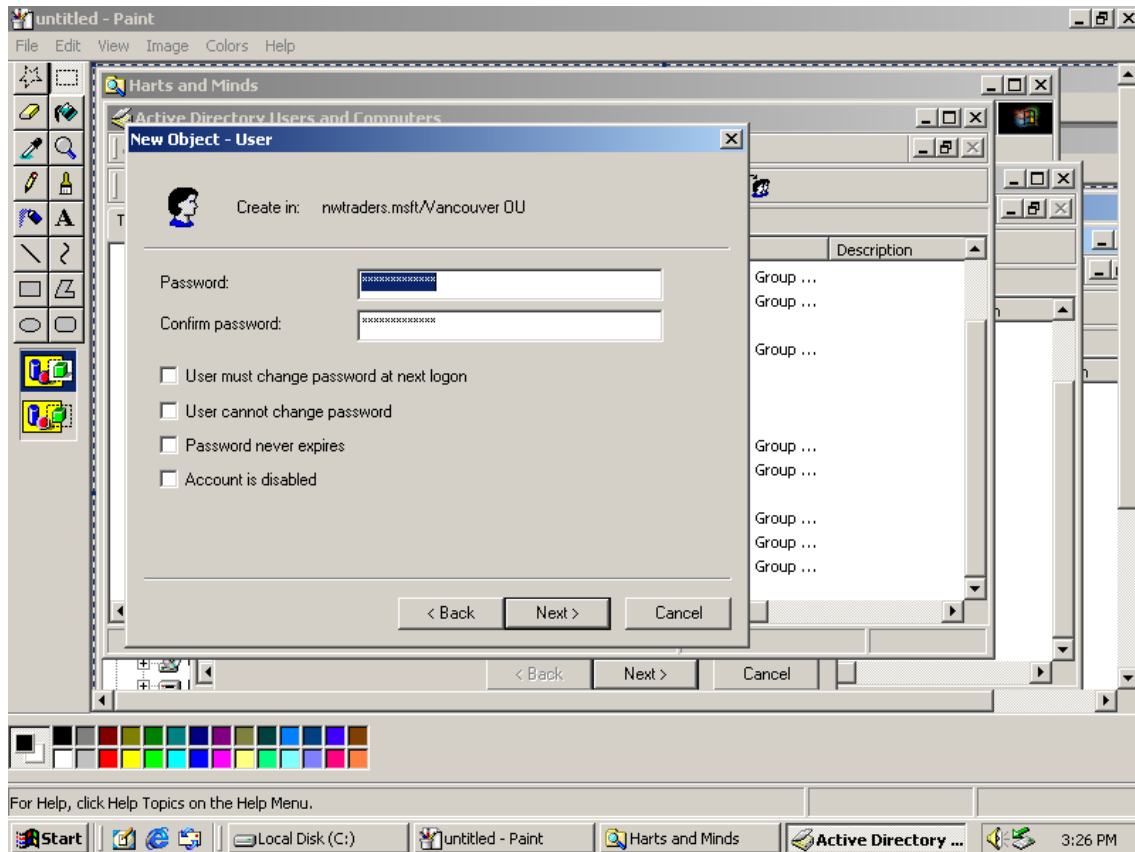 untitled - Paint
File Edit View Image Colors Help
Harts and Minds
Active Directory Users and Computers
New Object - User
Create in: nwtraders.msft/Vancouver OU
T
Description
Password: *************
Confirm password: *************
User must change password at next logon
User cannot change password
Password never expires
Account is disabled
Group ...
Group ...
Group ...
Group ...
Group ...
Group ...
Group ...
Group ...
< Back Next > Cancel
< Back Next > Cancel
For Help, click Help Topics on the Help Menu.
Start Local Disk (C:) untitled - Paint Harts and Minds Active Directory ... 3:26 PM